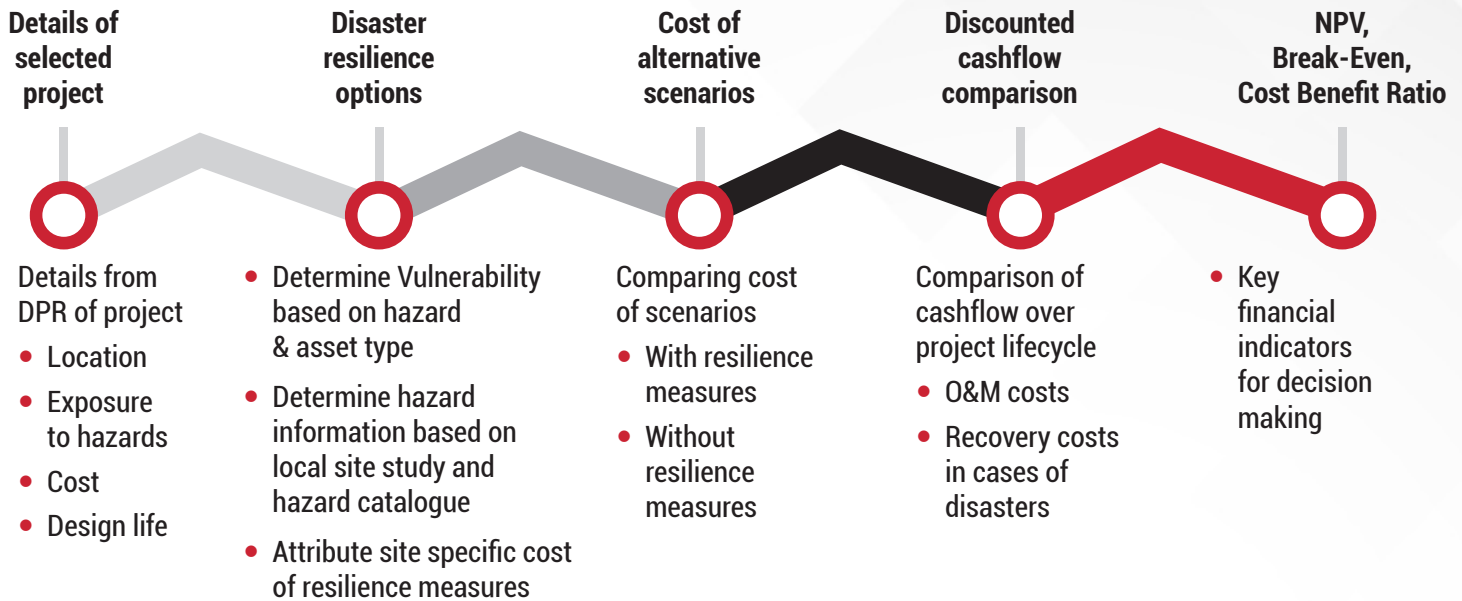 Details of
selected
project
Disaster
resilience
options
Cost of
alternative
scenarios
Discounted
cashflow
comparison
NPV,
Break-Even,
Cost Benefit Ratio
Details from
DPR of project
• Location
• Exposure
to hazards
• Cost
• Design life
• Determine Vulnerability
based on hazard
& asset type
• Determine hazard
information based on
local site study and
hazard catalogue
• Attribute site specific cost
of resilience measures
Comparing cost
of scenarios
• With resilience
measures
• Without
resilience
measures
Comparison of
cashflow over
project lifecycle
• O&M costs
• Recovery costs
in cases of
disasters
• Key
financial
indicators
for decision
making